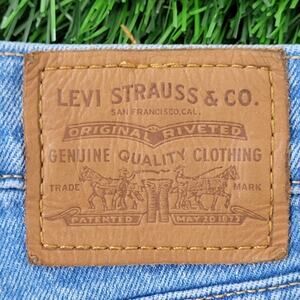 LEVI STRAUSS & CO.
SAN FRANCISCO, CAL.
ORIGINAL RIVETED
GENUINE QUALITY CLOTHING
TRADE MARK
PATENTED MAY 20 1873